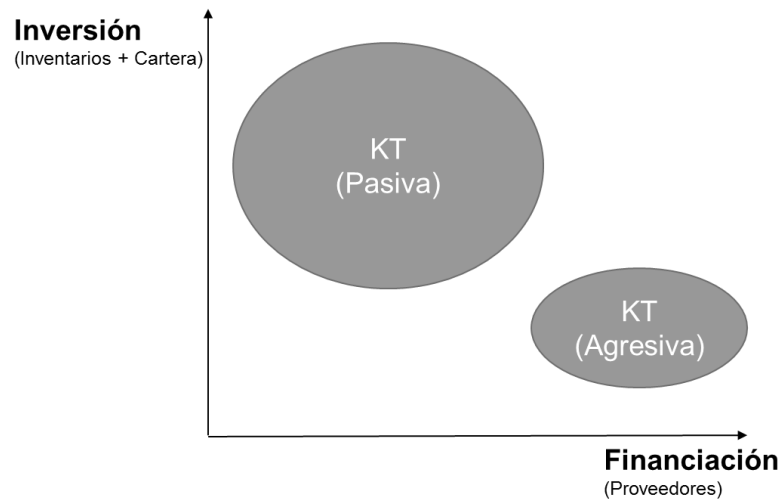 Inversión
(Inventarios + Cartera)
KT
(Pasiva)
KT
(Agresiva)
Financiación
(Proveedores)